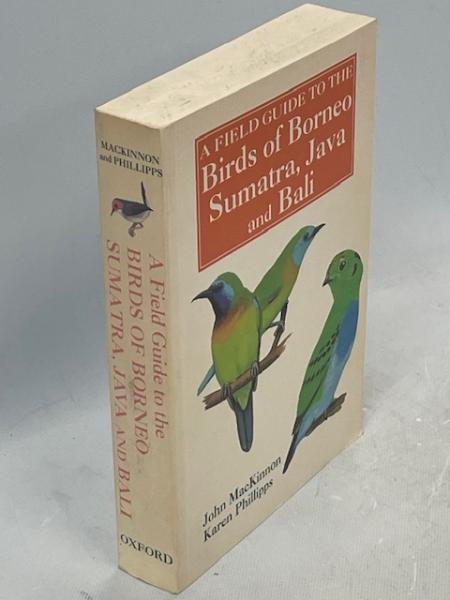 A FIELD GUIDE TO THE
Birds of Borneo
Sumatra, Java
and Bali
John MacKinnon
Karen Phillipps
MACKINNON
and PHILLIPPS
A Field Guide to the
BIRDS OF BORNEO
SUMATRA, JAVA AND BALI
OXFORD